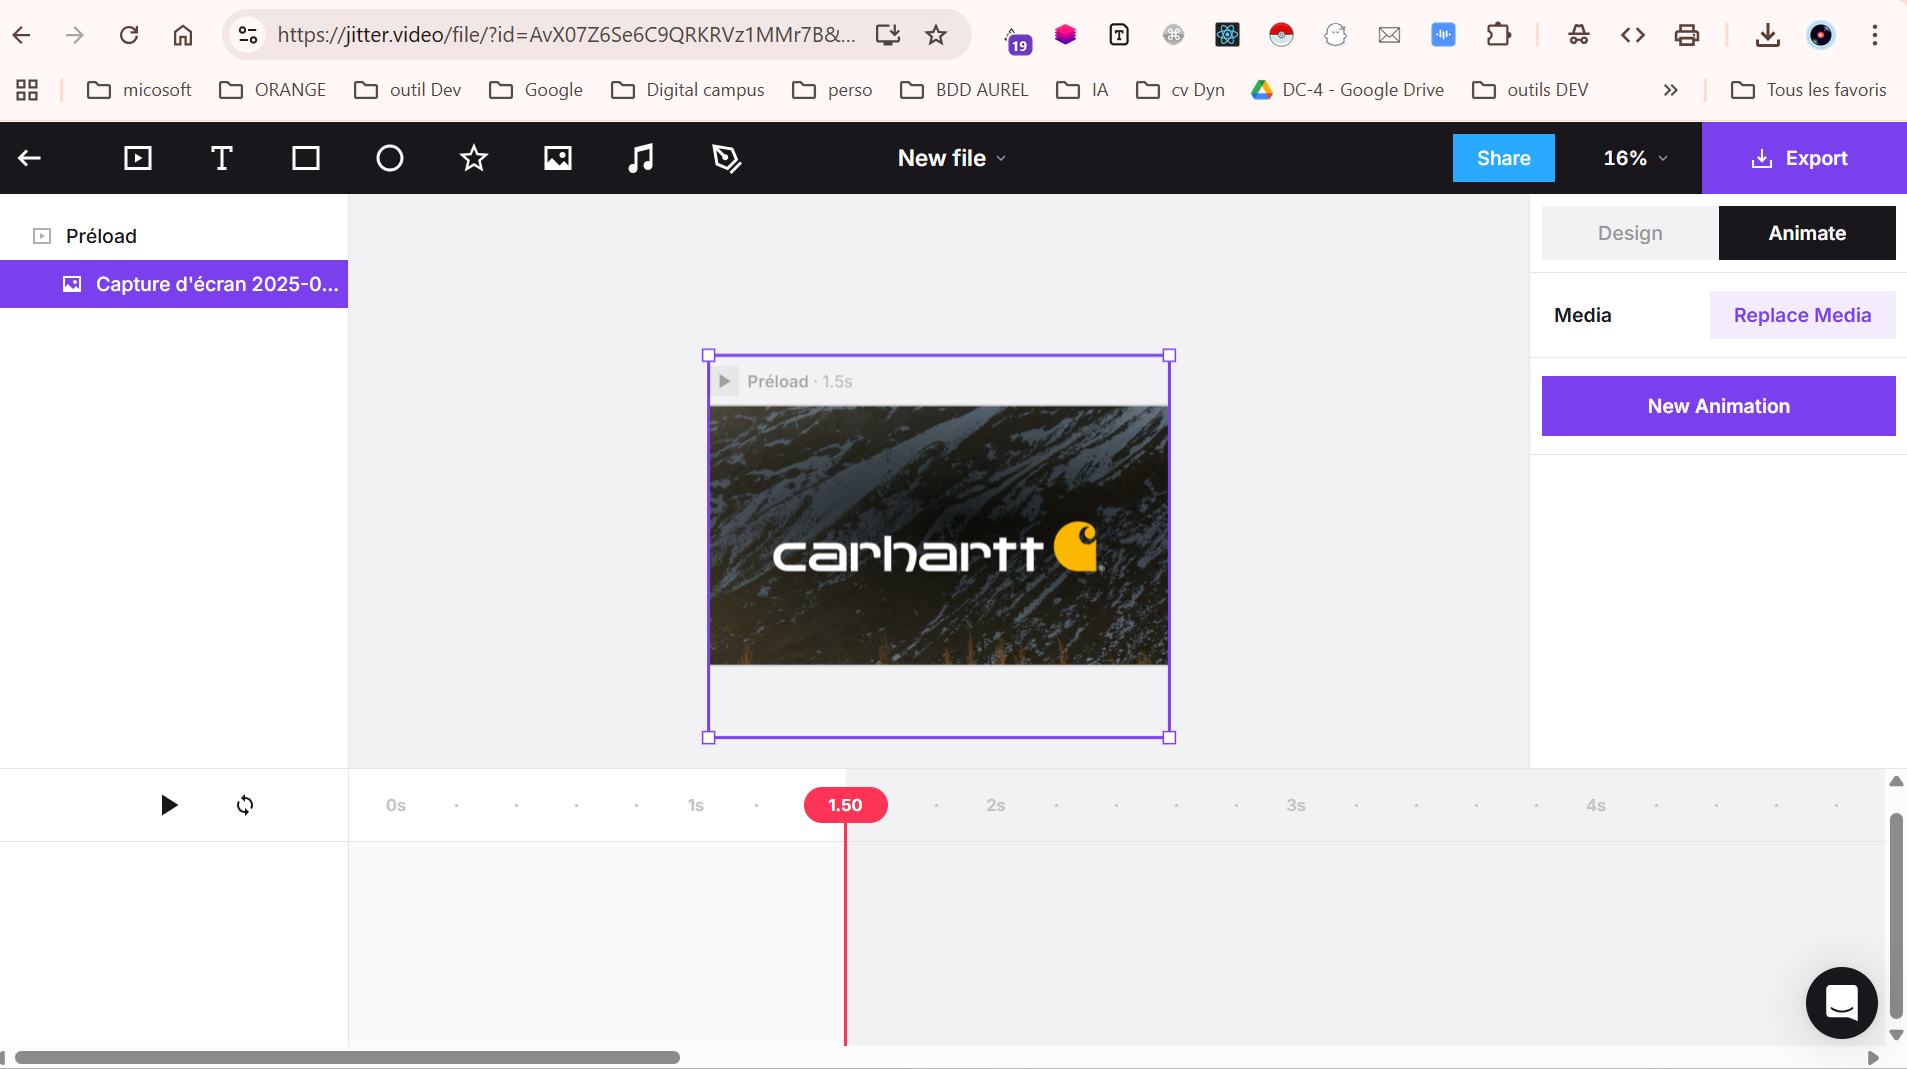 https://jitter.video/file/?id=AvX07Z6Se6C9QRKRVz1MMr7B&...
19
micosoft
ORANGE
outil Dev
Google
Digital campus
perso
BDD AUREL
IA
cv Dyn
DC-4 - Google Drive
outils DEV
Tous les favoris
New file
Share
16%
Export
Préload
Capture d'écran 2025-0...
Design
Animate
Media
Replace Media
New Animation
Préload · 1.5s
carhartt
0s
1s
1.50
2s
3s
4s